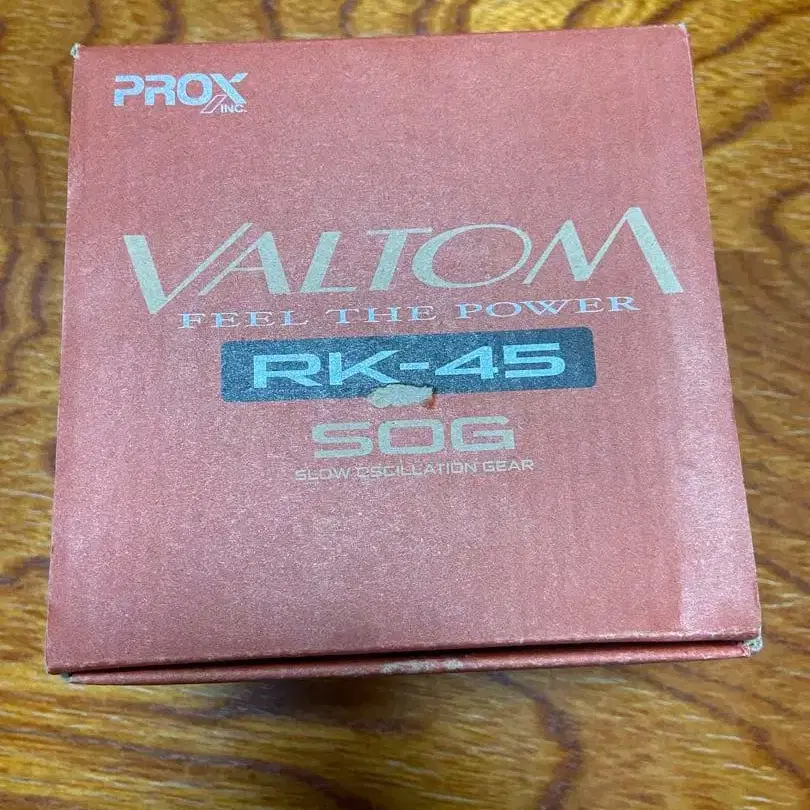 PROX
INC.
VALTOM
FEEL THE POWER
RK-45
SOG
SLOW OSCILLATION GEAR